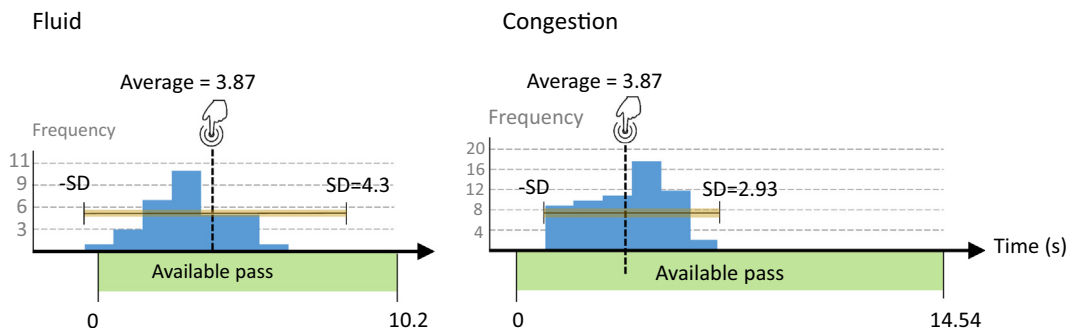 Fluid
Average = 3.87
Frequency
11
9
6
3
-SD
SD=4.3
Available pass
0
10.2
Congestion
Average = 3.87
Frequency
20
16
12
8
4
-SD
SD=2.93
Time (s)
Available pass
0
14.54